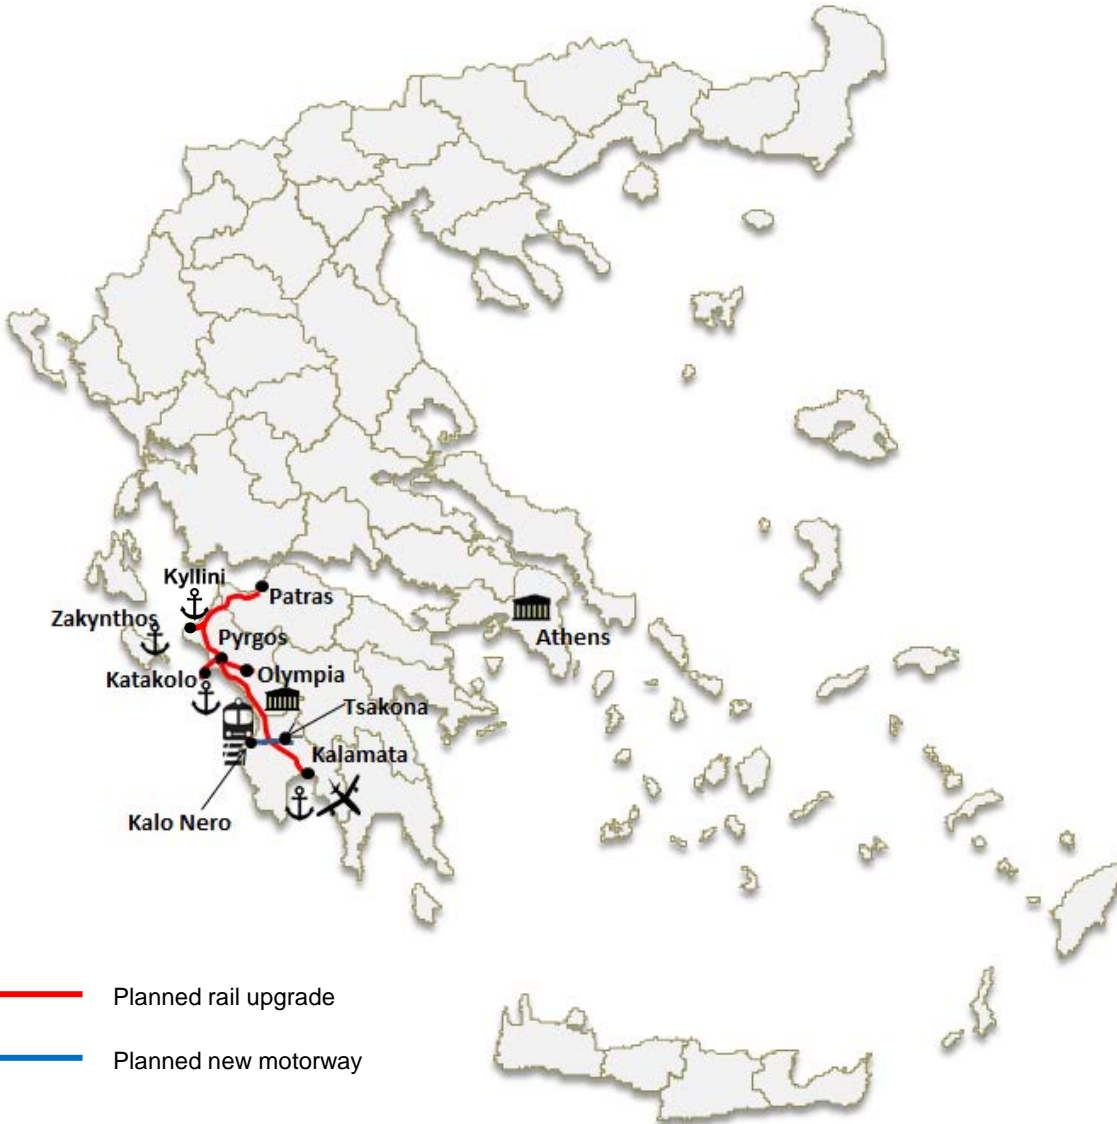 Kyllini
Patras
Zakynthos
Pyrgos
Athens
Katakolo
Olympia
Tsakona
Kalamata
Kalo Nero
Planned rail upgrade
Planned new motorway